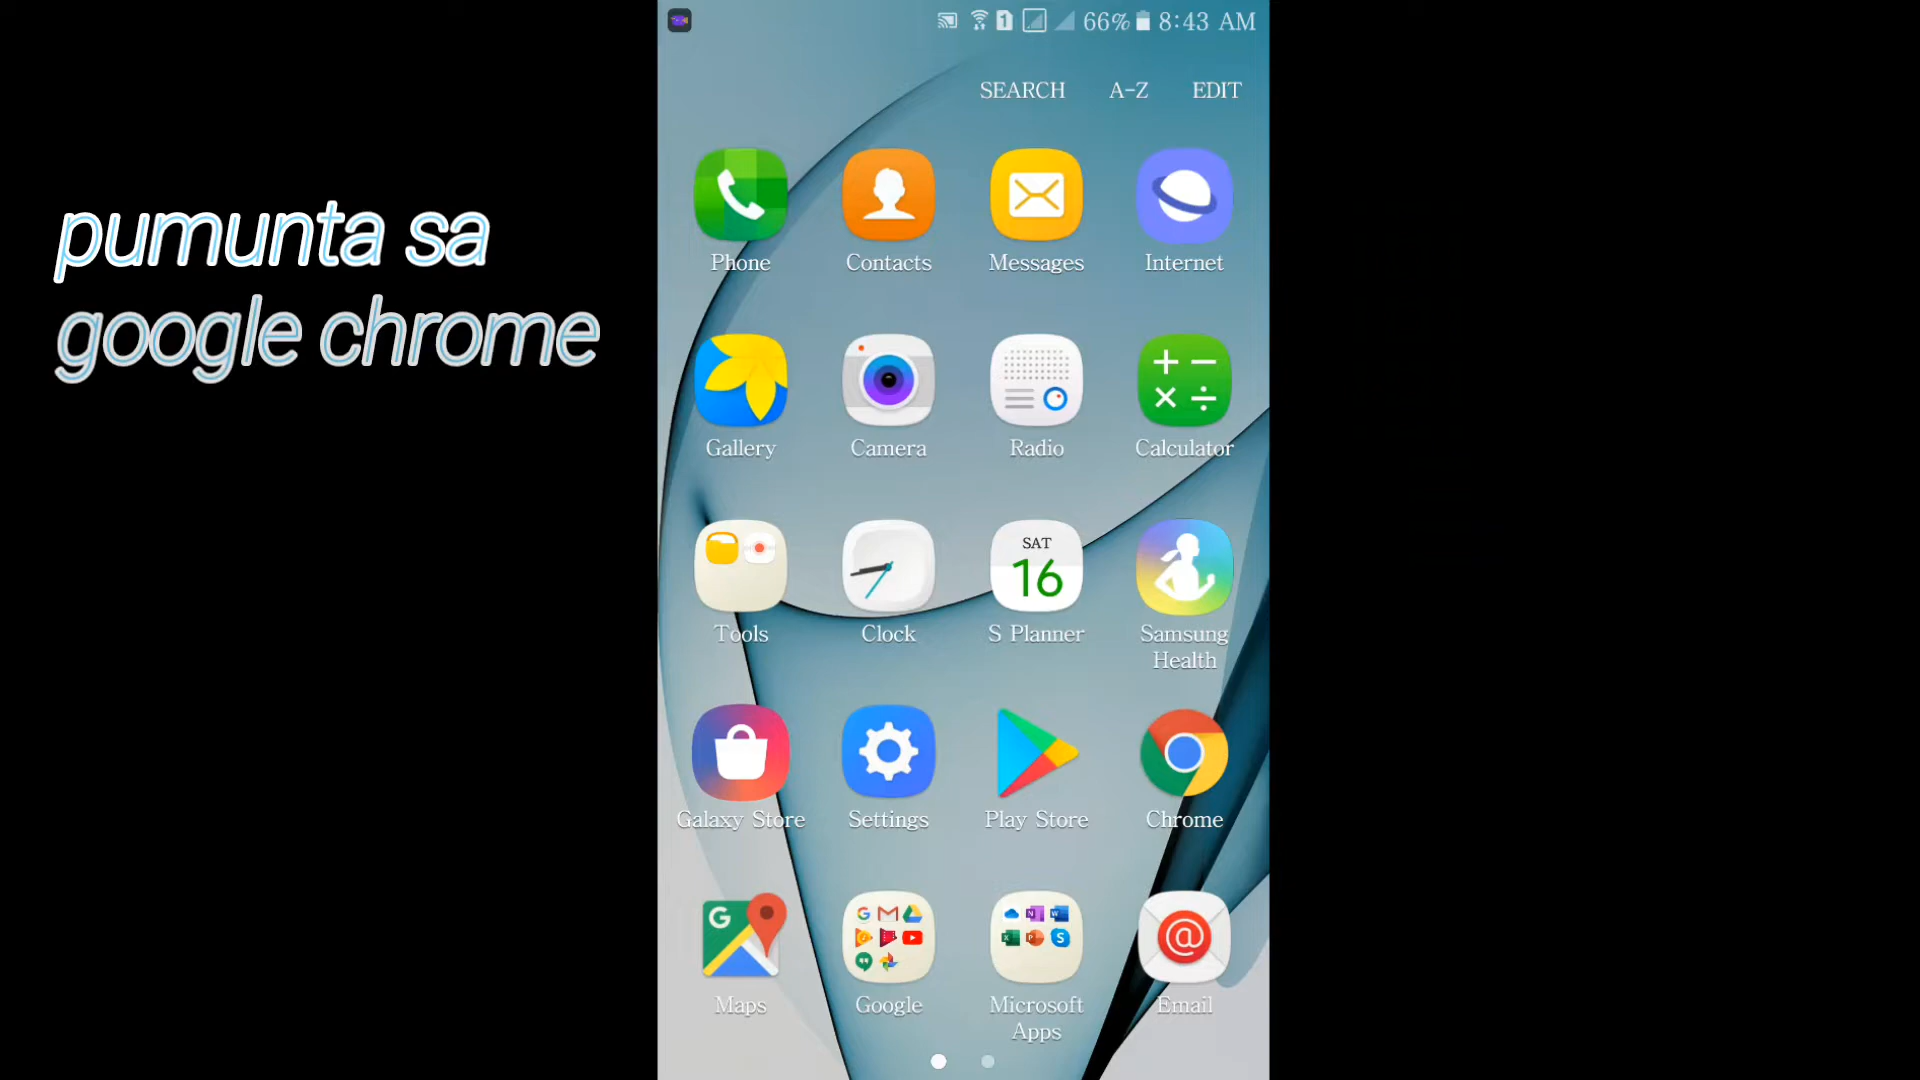 1 66% 8:43 AM
SEARCH A-Z EDIT
pumunta sa
google chrome
Phone Contacts Messages Internet
Gallery Camera Radio Calculator
SAT
16
Tools Clock S Planner Samsung
Health
Galaxy Store Settings Play Store Chrome
Maps Google Microsoft Email
Apps